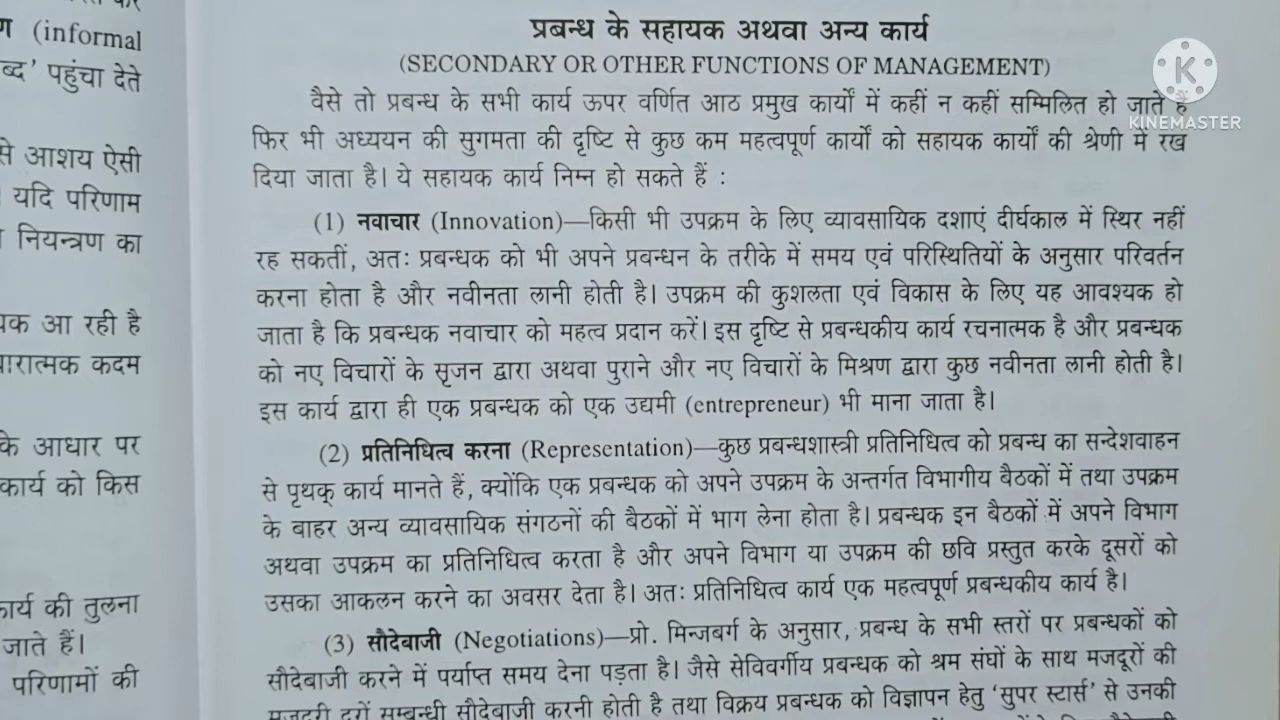 (informal
पहुंचा देते
से आशय ऐसी
यदि परिणाम
नियन्त्रण का
आ रही है
कदम
के आधार पर
कार्य को किस
कार्य की तुलना
जाते हैं।
परिणामों की
प्रबन्ध के सहायक अथवा अन्य कार्य
(SECONDARY OR OTHER FUNCTIONS OF MANAGEMENT)
वैसे तो प्रबन्ध के सभी कार्य ऊपर वर्णित आठ प्रमुख कार्यों में कहीं न कहीं सम्मिलित हो जाते हैं
फिर भी अध्ययन की सुगमता की दृष्टि से कुछ कम महत्वपूर्ण कार्यों को सहायक कार्यों की श्रेणी में रख
दिया जाता है। ये सहायक कार्य निम्न हो सकते हैं :
(1) नवाचार (Innovation)—किसी भी उपक्रम के लिए व्यावसायिक दशाएं दीर्घकाल में स्थिर नहीं
रह सकतीं, अतः प्रबन्धक को भी अपने प्रबन्धन के तरीके में समय एवं परिस्थितियों के अनुसार परिवर्तन
करना होता है और नवीनता लानी होती है। उपक्रम की कुशलता एवं विकास के लिए यह आवश्यक हो
जाता है कि प्रबन्धक नवाचार को महत्व प्रदान करें। इस दृष्टि से प्रबन्धकीय कार्य रचनात्मक है और प्रबन्धक
को नए विचारों के सृजन द्वारा अथवा पुराने और नए विचारों के मिश्रण द्वारा कुछ नवीनता लानी होती है।
इस कार्य द्वारा ही एक प्रबन्धक को एक उद्यमी (entrepreneur) भी माना जाता है।
(2) प्रतिनिधित्व करना (Representation)—कुछ प्रबन्धशास्त्री प्रतिनिधित्व को प्रबन्ध का सन्देशवाहन
से पृथक् कार्य मानते हैं, क्योंकि एक प्रबन्धक को अपने उपक्रम के अन्तर्गत विभागीय बैठकों में तथा उपक्रम
के बाहर अन्य व्यावसायिक संगठनों की बैठकों में भाग लेना होता है। प्रबन्धक इन बैठकों में अपने विभाग
अथवा उपक्रम का प्रतिनिधित्व करता है और अपने विभाग या उपक्रम की छवि प्रस्तुत करके दूसरों को
उसका आकलन करने का अवसर देता है। अतः प्रतिनिधित्व कार्य एक महत्वपूर्ण प्रबन्धकीय कार्य है।
(3) सौदेबाजी (Negotiations)—प्रो. मिन्जबर्ग के अनुसार, प्रबन्ध के सभी स्तरों पर प्रबन्धकों को
सौदेबाजी करने में पर्याप्त समय देना पड़ता है। जैसे सेविवर्गीय प्रबन्धक को श्रम संघों के साथ मजदूरों की
मजदूरी दरों सम्बन्धी सौदेबाजी करनी होती है तथा विक्रय प्रबन्धक को विज्ञापन हेतु 'सुपर स्टार्स' से उनकी
K
KINEMASTER